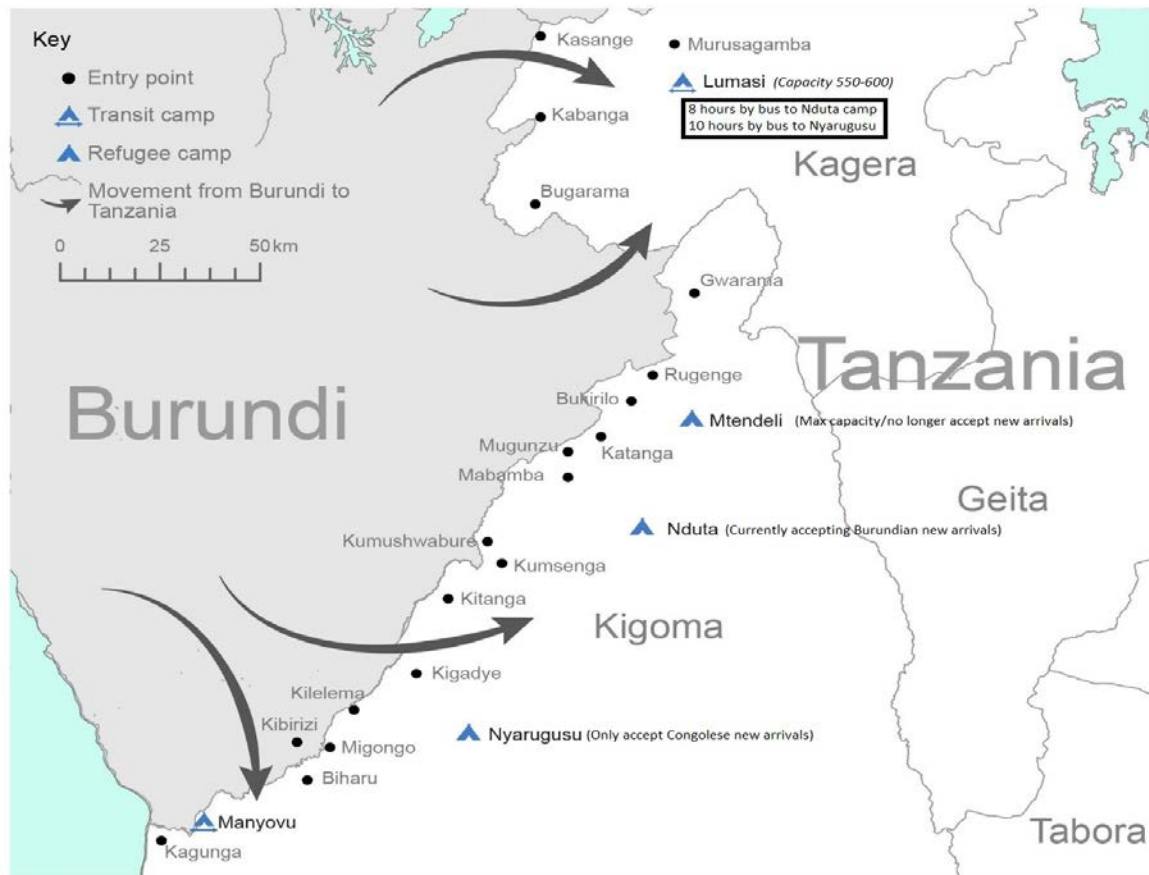 Key
Entry point
Transit camp
Refugee camp
Movement from Burundi to
Tanzania
0 25 50 km
Kasange
Murusagamba
Lumasi (Capacity 550-600)
8 hours by bus to Nduta camp
10 hours by bus to Nyarugusu
Kabanga
Kagera
Bugarama
Gwarama
Tanzania
Burundi
Rugenge
Buhirilo
Mtendeli (Max capacity/no longer accept new arrivals)
Mugunzu
Katanga
Mabamba
Geita
Nduta (Currently accepting Burundian new arrivals)
Kumushwabure
Kumsenga
Kitanga
Kigoma
Kigadye
Kilelema
Kibirizi
Nyarugusu (Only accept Congolese new arrivals)
Migongo
Biharu
Manyovu
Kagunga
Tabora